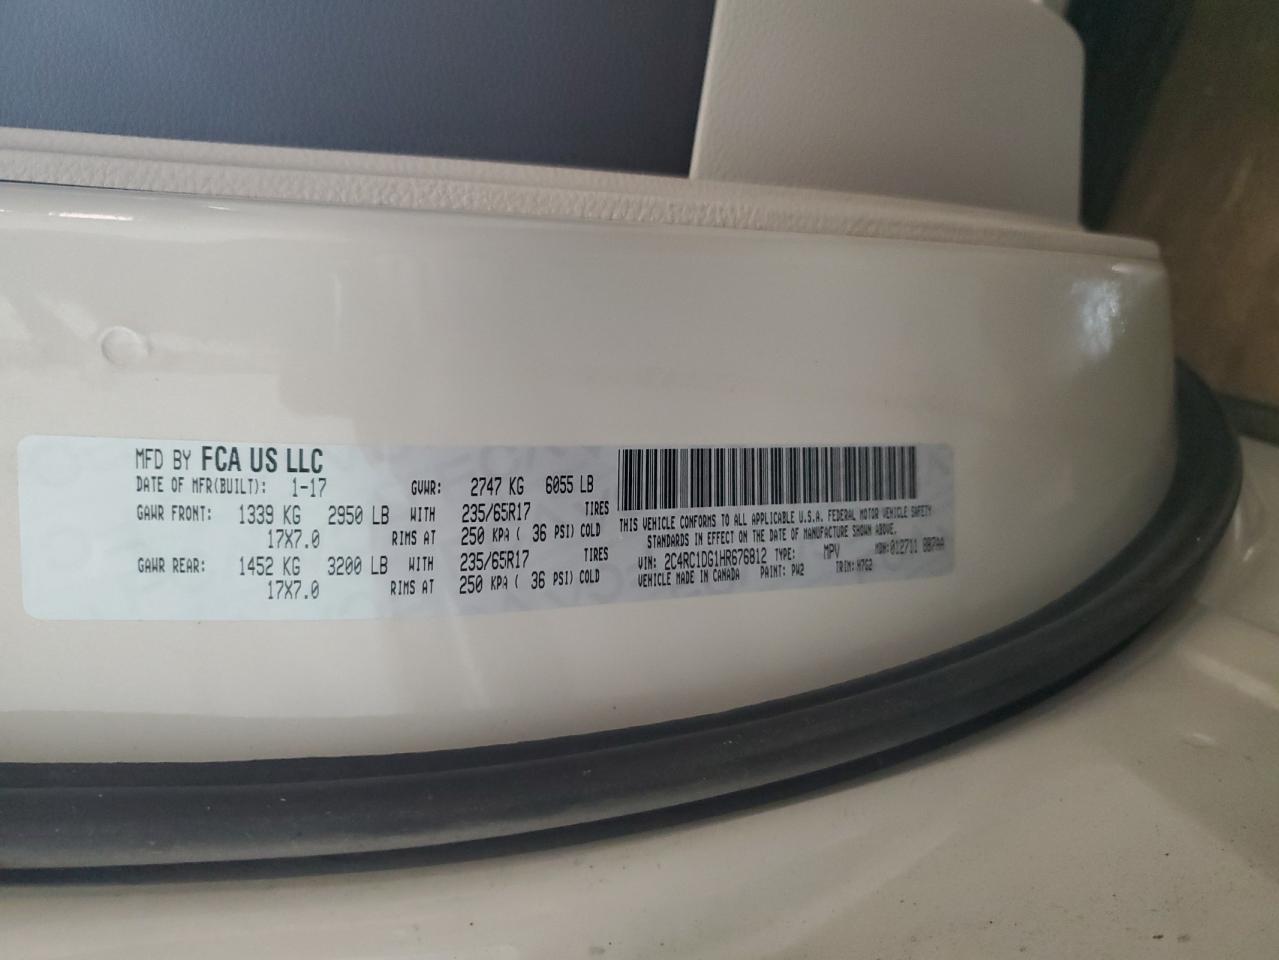 MFD BY FCA US LLC
DATE OF MFR(BUILT): 1-17 GVWR: 2747 KG 6055 LB
GAWR FRONT: 1339 KG 2950 LB WITH 235/65R17 TIRES
17X7.0 RIMS AT 250 KPA ( 36 PSI) COLD
GAWR REAR: 1452 KG 3200 LB WITH 235/65R17 TIRES
17X7.0 RIMS AT 250 KPA ( 36 PSI) COLD
THIS VEHICLE CONFORMS TO ALL APPLICABLE U.S.A. FEDERAL MOTOR VEHICLE SAFETY
STANDARDS IN EFFECT ON THE DATE OF MANUFACTURE SHOWN ABOVE.
VIN: 2C4RC1DG1HR676812 TYPE: MPV MDH:012711
VEHICLE MADE IN CANADA PAINT: PW2 TRIM: H7G2